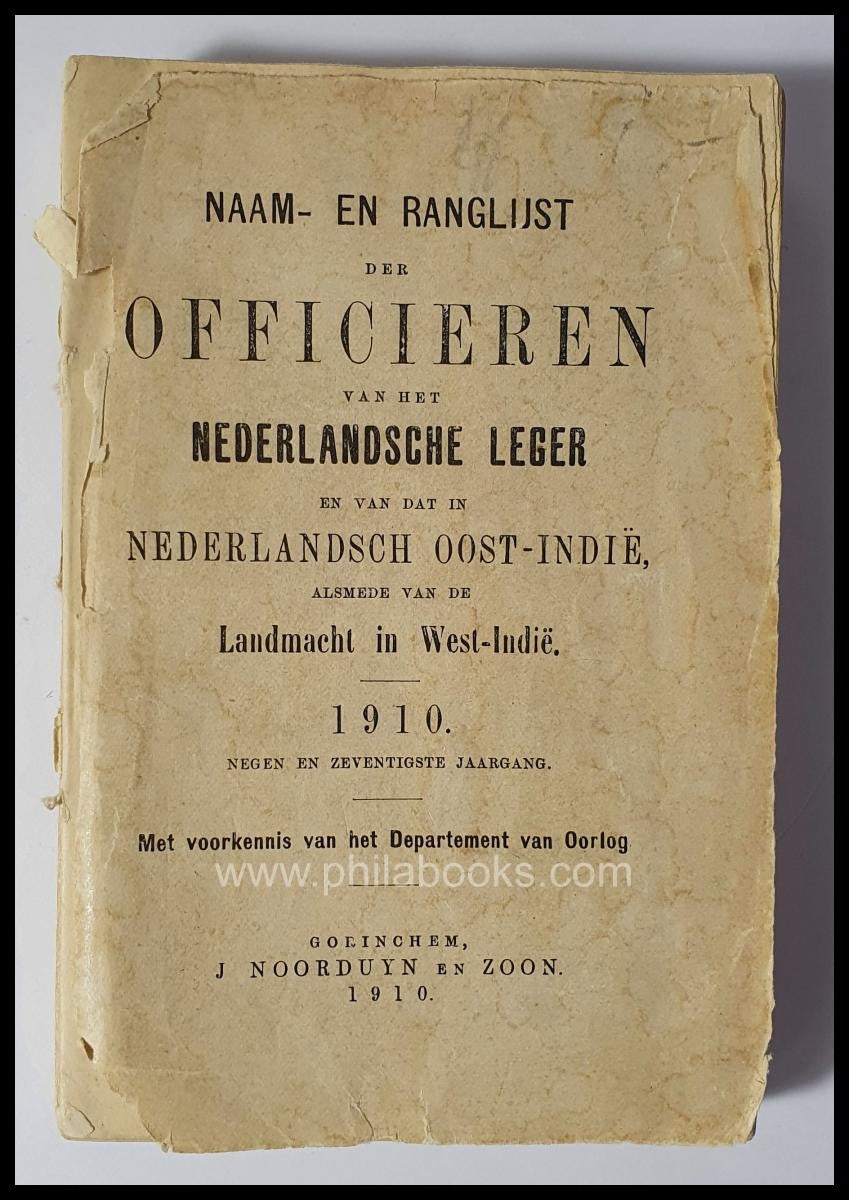 NAAM- EN RANGLIJST
DER
OFFICIEREN
VAN HET
NEDERLANDSCHE LEGER
EN VAN DAT IN
NEDERLANDSCH OOST-INDIË,
ALSMEDE VAN DE
Landmacht in West-Indië.
1910.
NEGEN EN ZEVENTIGSTE JAARGANG.
Met voorkennis van het Departement van Oorlog
www.philabooks.com
GORINCHEM,
J NOORDUYN EN ZOON.
1910.